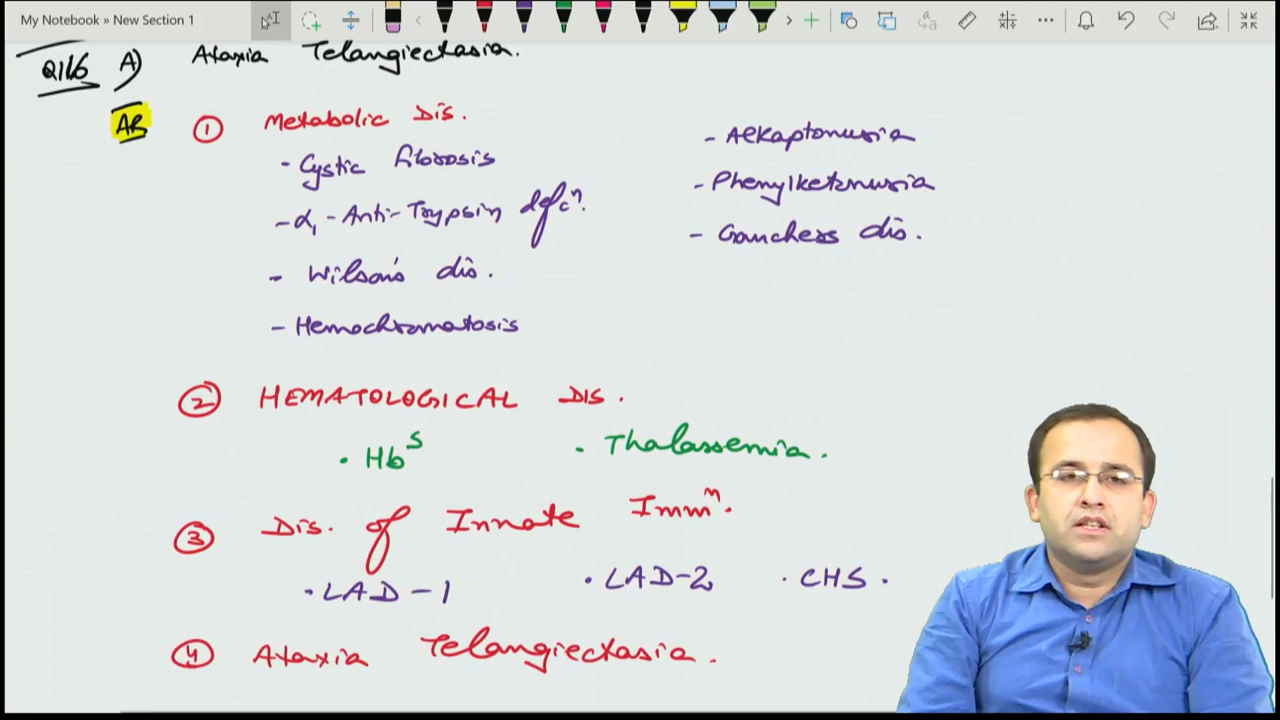 My Notebook » New Section 1
Q116 A) Ataxia Telangiectasia.
AR
① Metabolic Dis.
· Cystic fibrosis
- α₁ - Anti-Trypsin defcⁿ.
- Wilson's dis.
- Hemochromatosis
- Alkaptonuria
- Phenylketonuria
- Gauchers dis.
② HEMATOLOGICAL DIS.
· Hbˢ · Thalassemia.
③ Dis. of Innate Immⁿ.
· LAD-1 · LAD-2 · CHS.
④ Ataxia Telangiectasia.